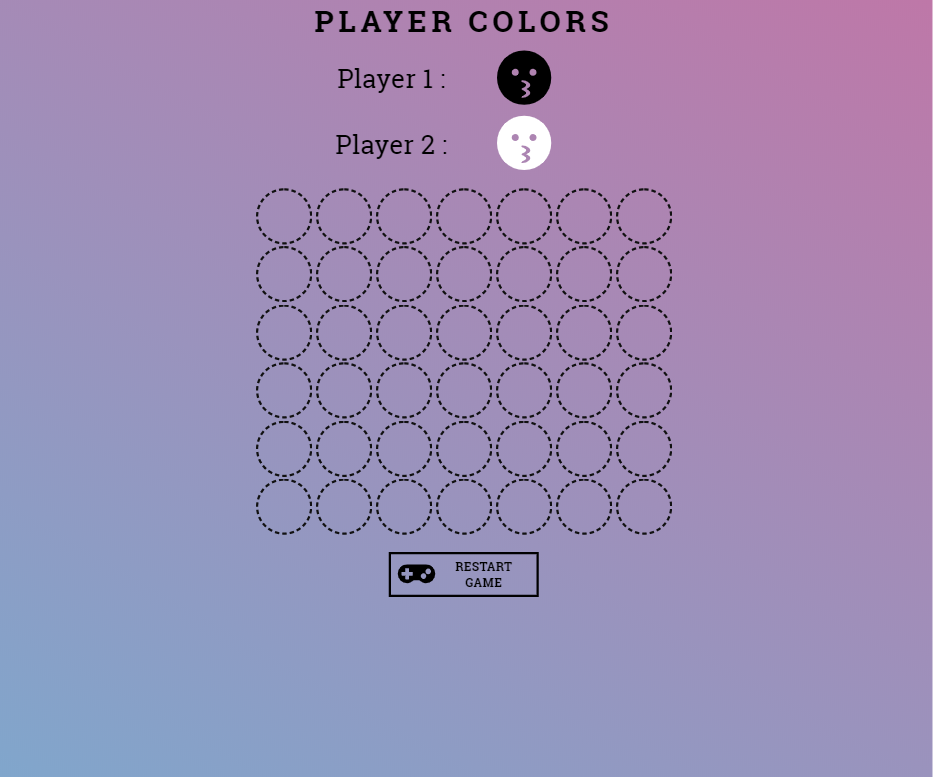 PLAYER COLORS
Player 1 :
Player 2 :
RESTART
GAME